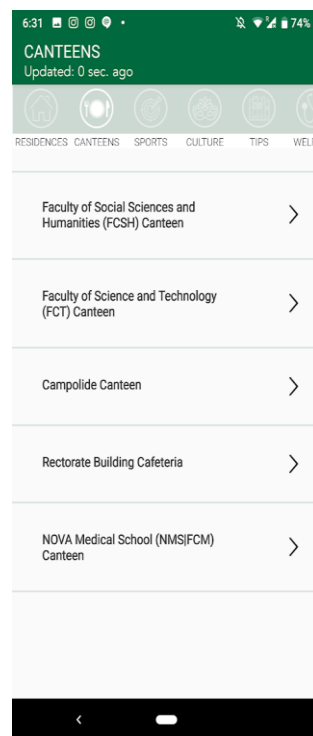 6:31 74%
CANTEENS
Updated: 0 sec. ago
RESIDENCES CANTEENS SPORTS CULTURE TIPS WELL
Faculty of Social Sciences and
Humanities (FCSH) Canteen
Faculty of Science and Technology
(FCT) Canteen
Campolide Canteen
Rectorate Building Cafeteria
NOVA Medical School (NMS|FCM)
Canteen